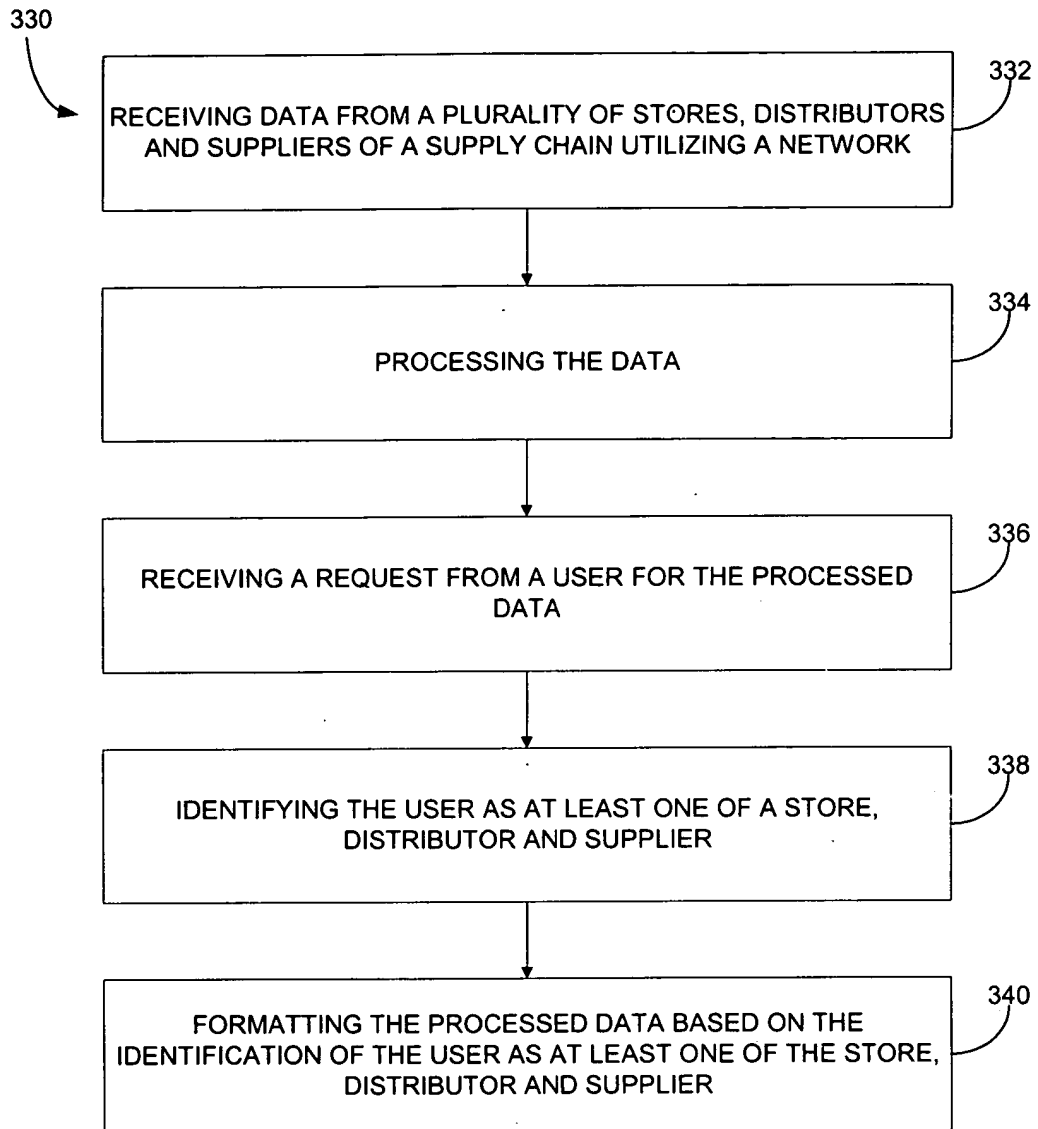 330
332
RECEIVING DATA FROM A PLURALITY OF STORES, DISTRIBUTORS
AND SUPPLIERS OF A SUPPLY CHAIN UTILIZING A NETWORK
334
PROCESSING THE DATA
336
RECEIVING A REQUEST FROM A USER FOR THE PROCESSED
DATA
338
IDENTIFYING THE USER AS AT LEAST ONE OF A STORE,
DISTRIBUTOR AND SUPPLIER
340
FORMATTING THE PROCESSED DATA BASED ON THE
IDENTIFICATION OF THE USER AS AT LEAST ONE OF THE STORE,
DISTRIBUTOR AND SUPPLIER